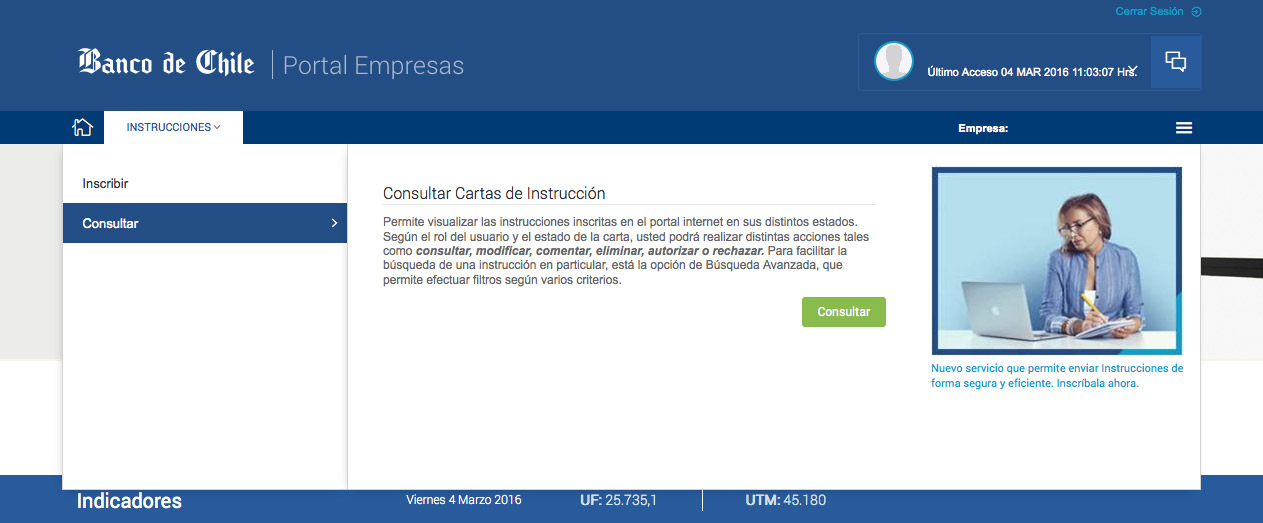 Cerrar Sesión
Banco de Chile | Portal Empresas
Último Acceso 04 MAR 2016 11:03:07 Hrs.
INSTRUCCIONES
Empresa:
Inscribir
Consultar
Consultar Cartas de Instrucción
Permite visualizar las instrucciones inscritas en el portal internet en sus distintos estados.
Según el rol del usuario y el estado de la carta, usted podrá realizar distintas acciones tales
como consultar, modificar, comentar, eliminar, autorizar o rechazar. Para facilitar la
búsqueda de una instrucción en particular, está la opción de Búsqueda Avanzada, que
permite efectuar filtros según varios criterios.
Consultar
Nuevo servicio que permite enviar Instrucciones de
forma segura y eficiente. Inscríbala ahora.
Indicadores
Viernes 4 Marzo 2016
UF: 25.735,1
UTM: 45.180